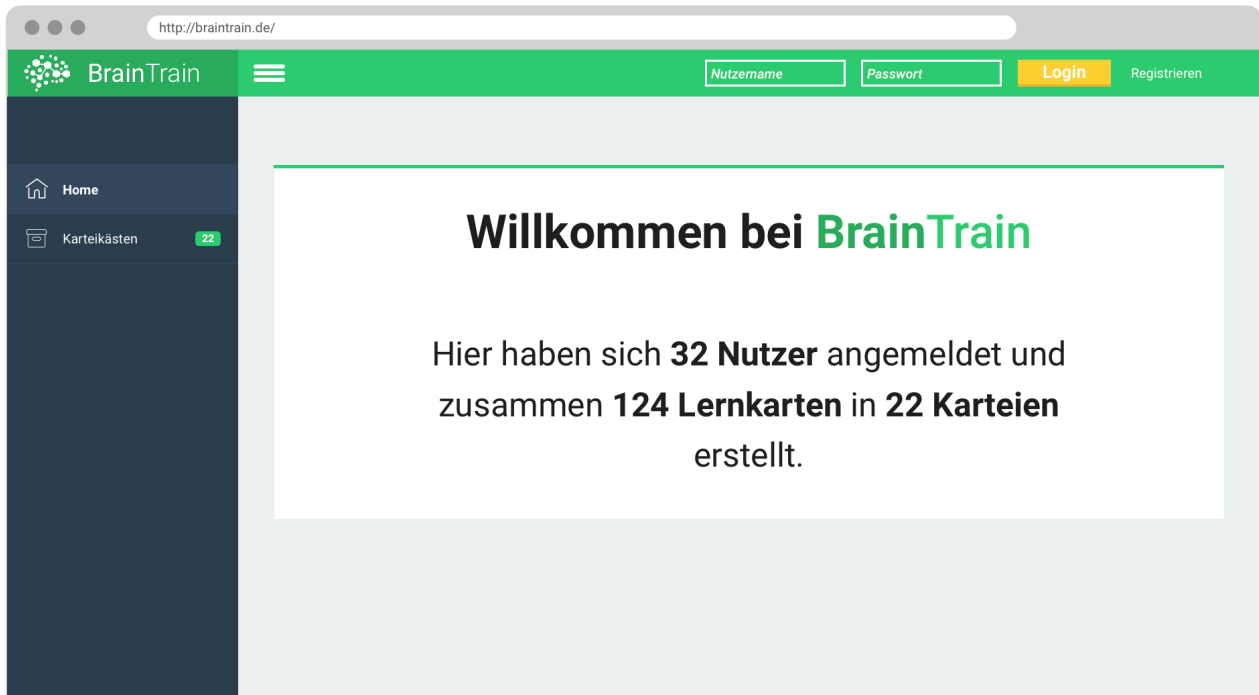 http://braintrain.de/
BrainTrain
Nutzername
Passwort
Login
Registrieren
Home
Karteikästen 22
Willkommen bei BrainTrain
Hier haben sich 32 Nutzer angemeldet und
zusammen 124 Lernkarten in 22 Karteien
erstellt.